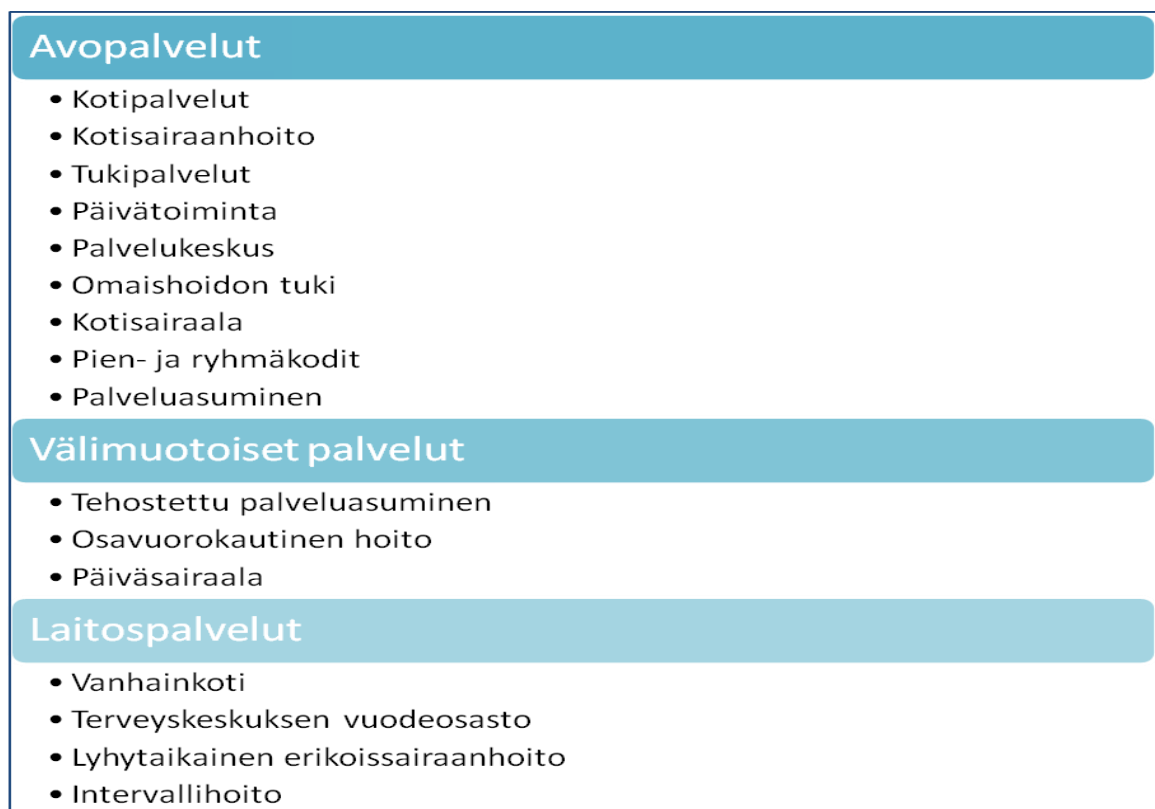 Avopalvelut
• Kotipalvelut
• Kotisairaanhoito
• Tukipalvelut
• Päivätoiminta
• Palvelukeskus
• Omaishoidon tuki
• Kotisairaala
• Pien- ja ryhmäkodit
• Palveluasuminen
Välimuotoiset palvelut
• Tehostettu palveluasuminen
• Osavuorokautinen hoito
• Päiväsairaala
Laitospalvelut
• Vanhainkoti
• Terveyskeskuksen vuodeosasto
• Lyhytaikainen erikoissairaanhoito
• Intervallihoito